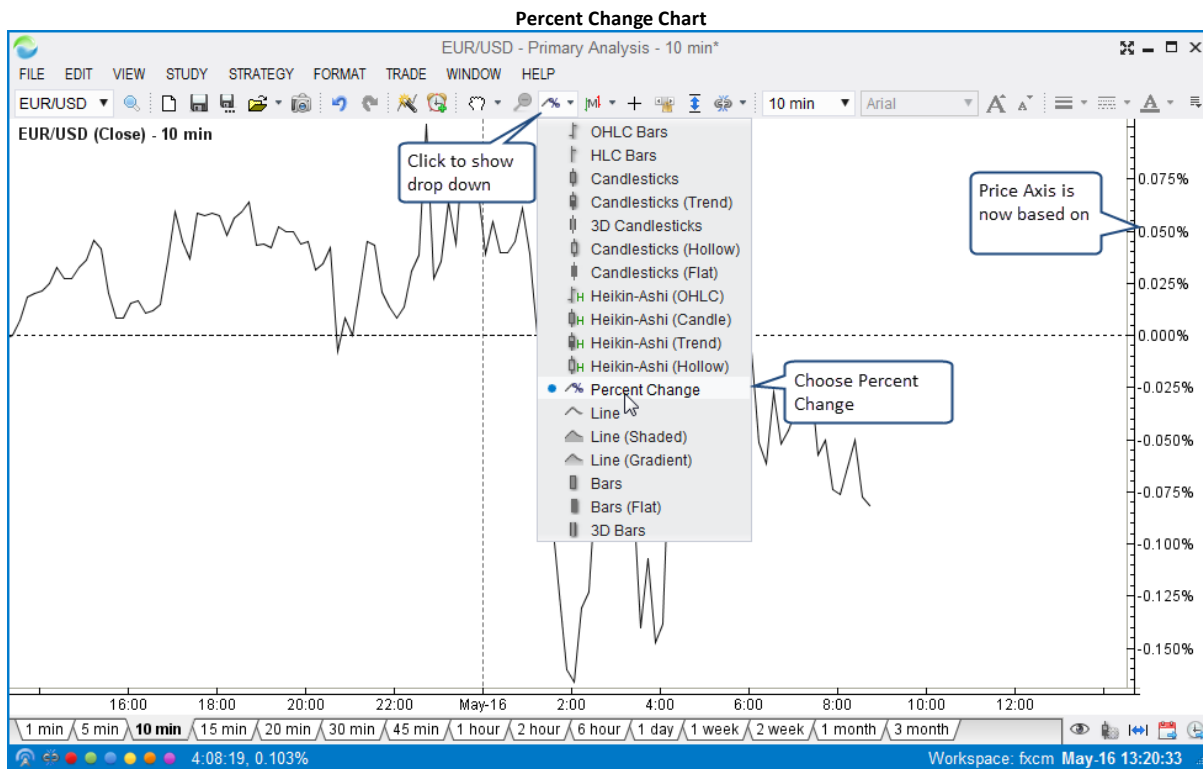 Percent Change Chart
EUR/USD - Primary Analysis - 10 min*
FILE EDIT VIEW STUDY STRATEGY FORMAT TRADE WINDOW HELP
EUR/USD 10 min Arial A A A
EUR/USD (Close) - 10 min
Click to show
drop down
OHLC Bars
HLC Bars
Candlesticks
Candlesticks (Trend)
3D Candlesticks
Candlesticks (Hollow)
Candlesticks (Flat)
Heikin-Ashi (OHLC)
Heikin-Ashi (Candle)
Heikin-Ashi (Trend)
Heikin-Ashi (Hollow)
Percent Change
Line
Line (Shaded)
Line (Gradient)
Bars
Bars (Flat)
3D Bars
Choose Percent
Change
Price Axis is
now based on
0.075%
0.050%
0.025%
0.000%
-0.025%
-0.050%
-0.075%
-0.100%
-0.125%
-0.150%
16:00 18:00 20:00 22:00 May-16 2:00 4:00 6:00 8:00 10:00 12:00
1 min 5 min 10 min 15 min 20 min 30 min 45 min 1 hour 2 hour 6 hour 1 day 1 week 2 week 1 month 3 month
4:08:19, 0.103% Workspace: fxcm May-16 13:20:33